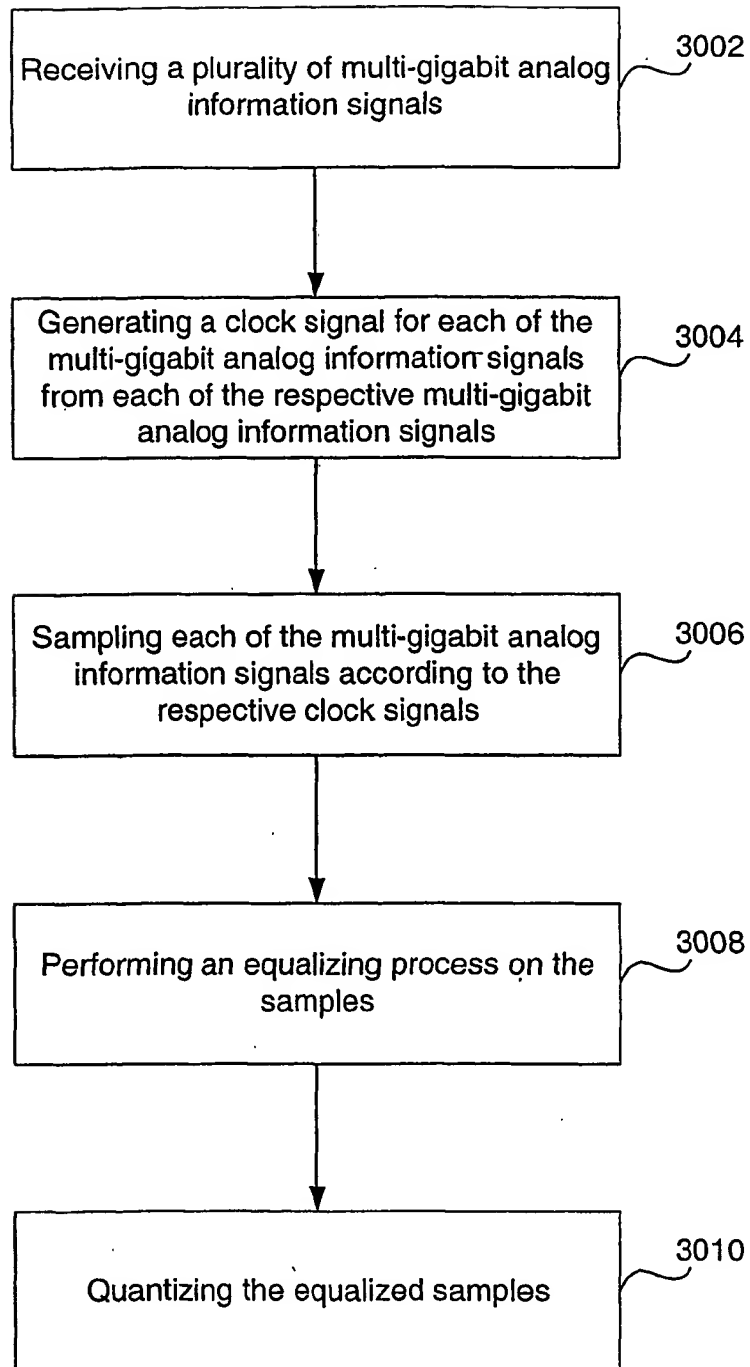 3002
Receiving a plurality of multi-gigabit analog
information signals
3004
Generating a clock signal for each of the
multi-gigabit analog information signals
from each of the respective multi-gigabit
analog information signals
3006
Sampling each of the multi-gigabit analog
information signals according to the
respective clock signals
3008
Performing an equalizing process on the
samples
3010
Quantizing the equalized samples